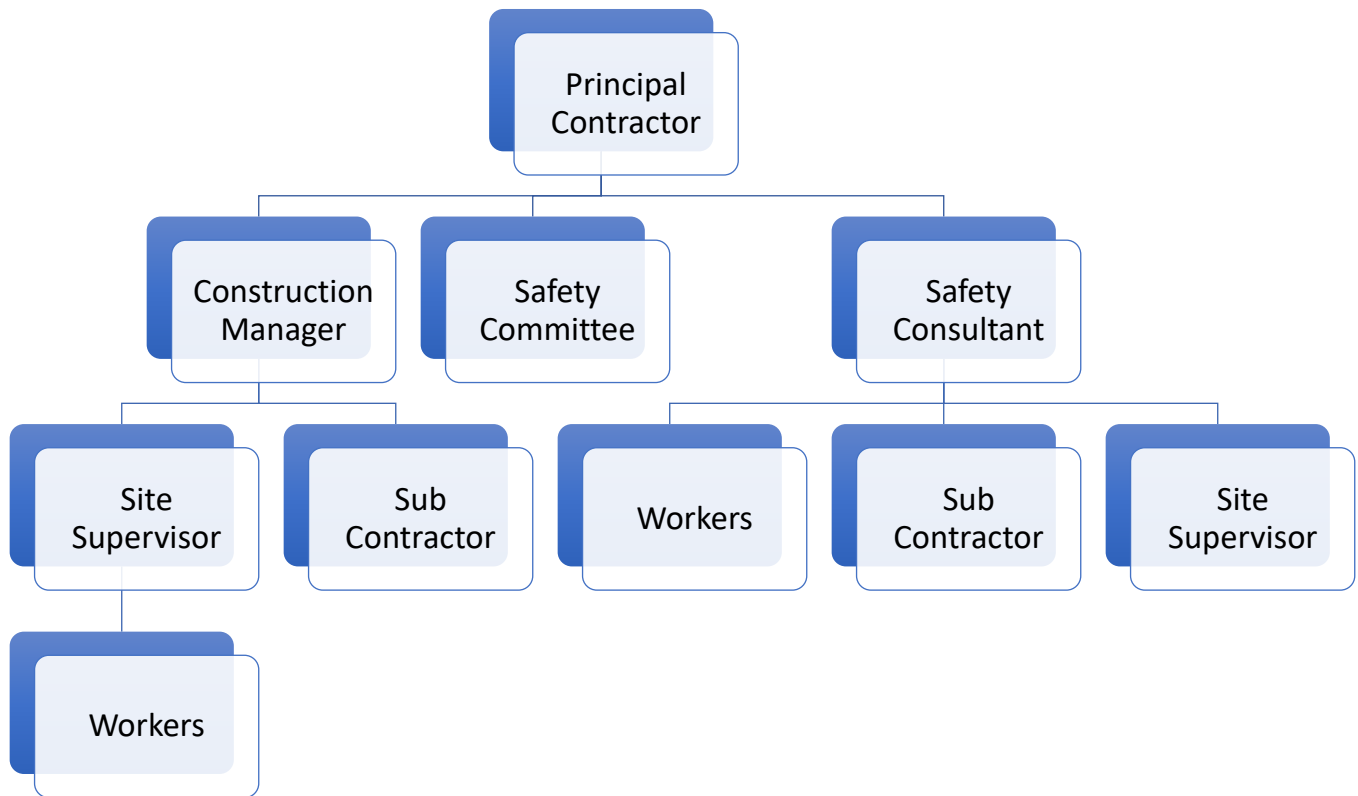 Principal
Contractor
Construction
Manager
Safety
Committee
Safety
Consultant
Site
Supervisor
Sub
Contractor
Workers
Sub
Contractor
Site
Supervisor
Workers